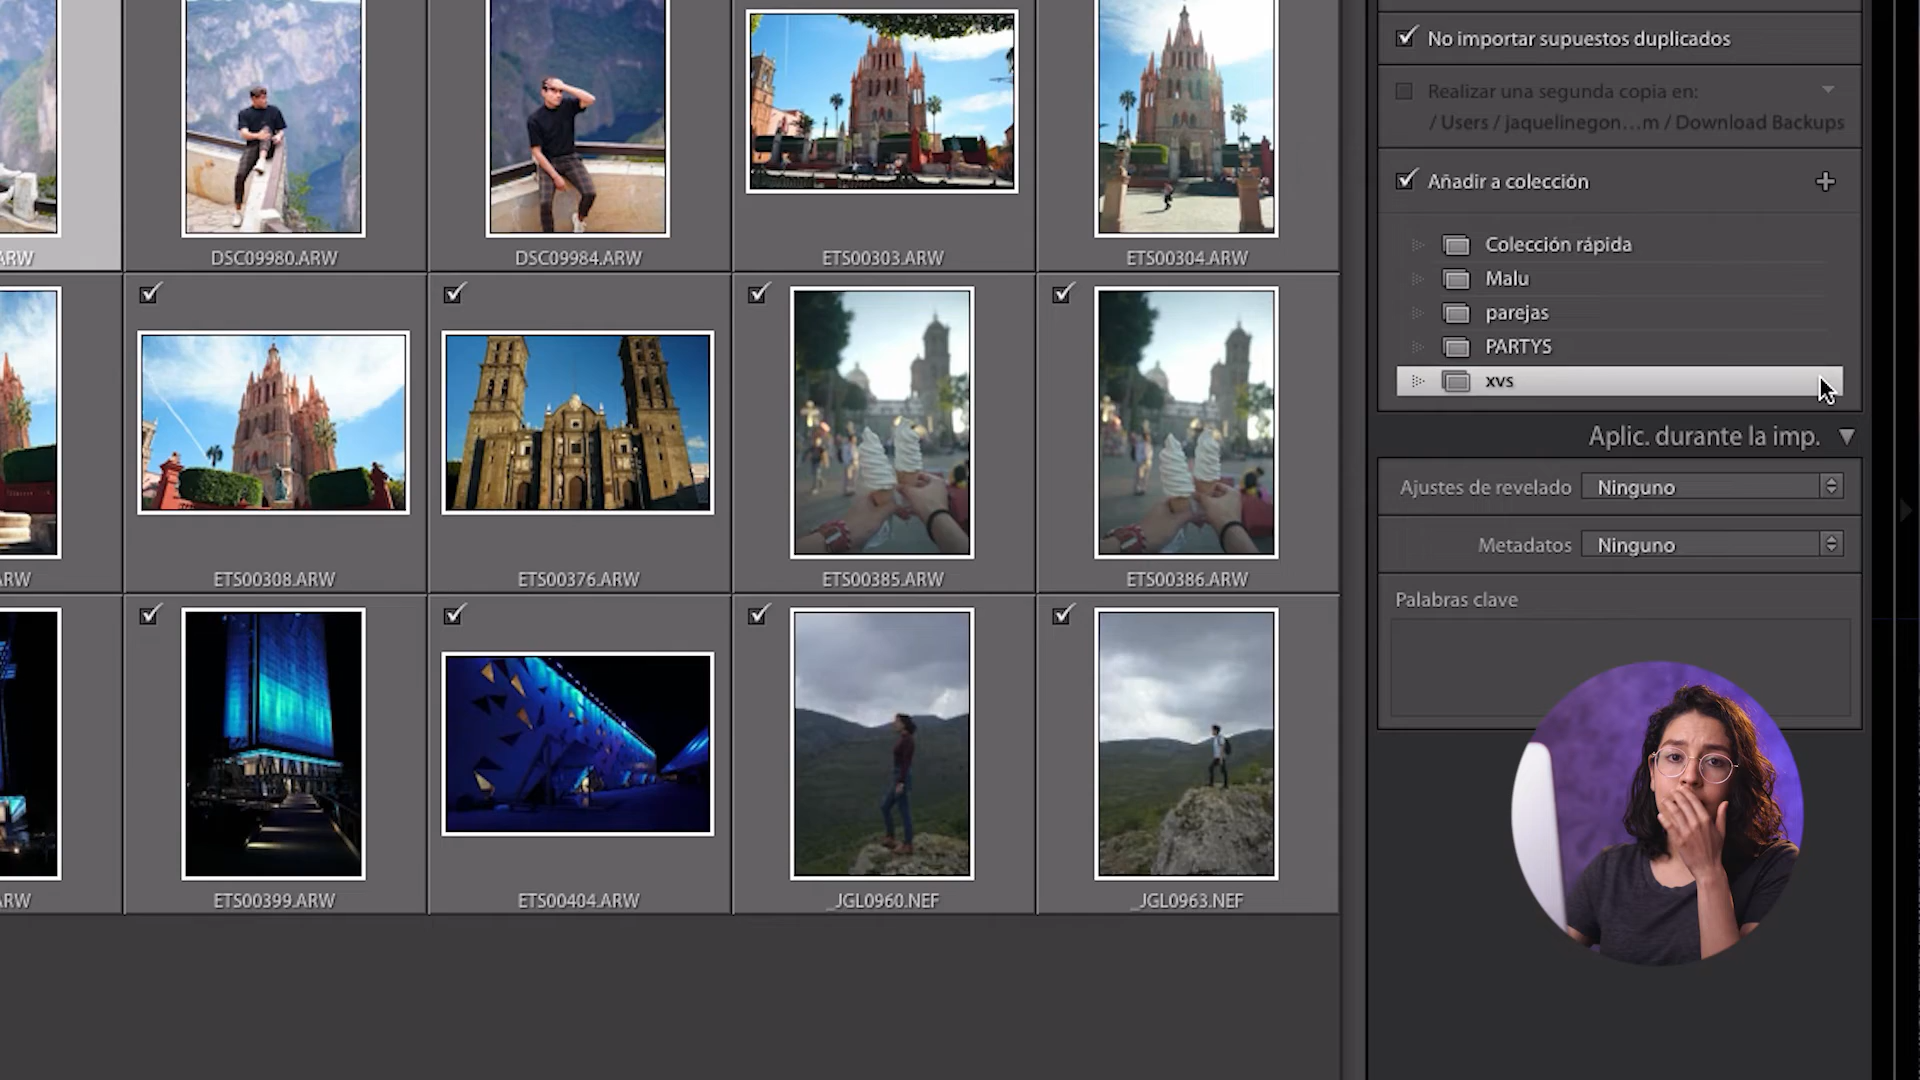 No importar supuestos duplicados
Realizar una segunda copia en:
/ Users / jaquelinegon...m / Download Backups
Añadir a colección
Colección rápida
Malu
parejas
PARTYS
xvs
Aplic. durante la imp.
Ajustes de revelado Ninguno
Metadatos Ninguno
Palabras clave
ARW DSC09980.ARW DSC09984.ARW ETS00303.ARW ETS00304.ARW
ARW ETS00308.ARW ETS00376.ARW ETS00385.ARW ETS00386.ARW
ARW ETS00399.ARW ETS00404.ARW _JGL0960.NEF _JGL0963.NEF